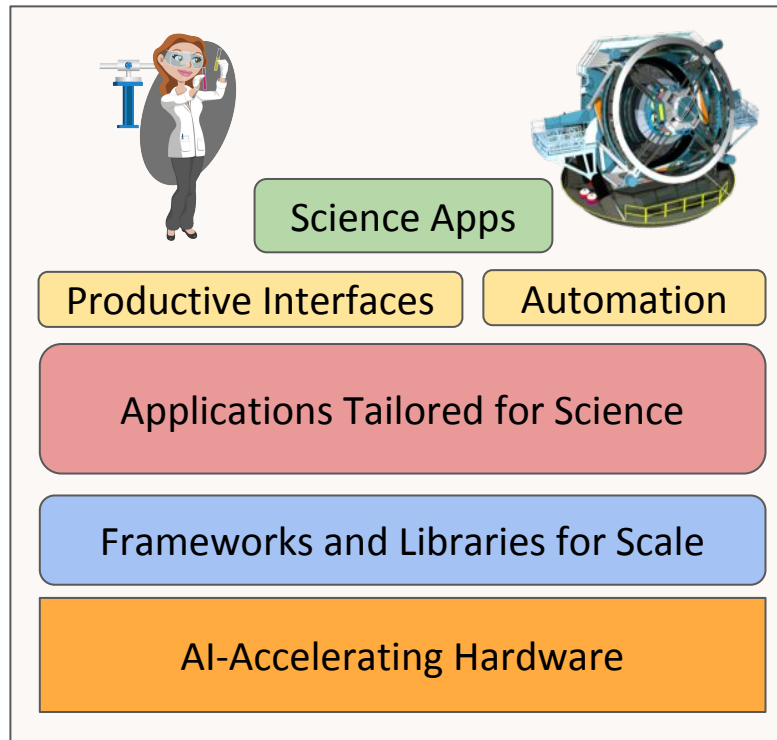 Science Apps
Productive Interfaces
Automation
Applications Tailored for Science
Frameworks and Libraries for Scale
AI-Accelerating Hardware